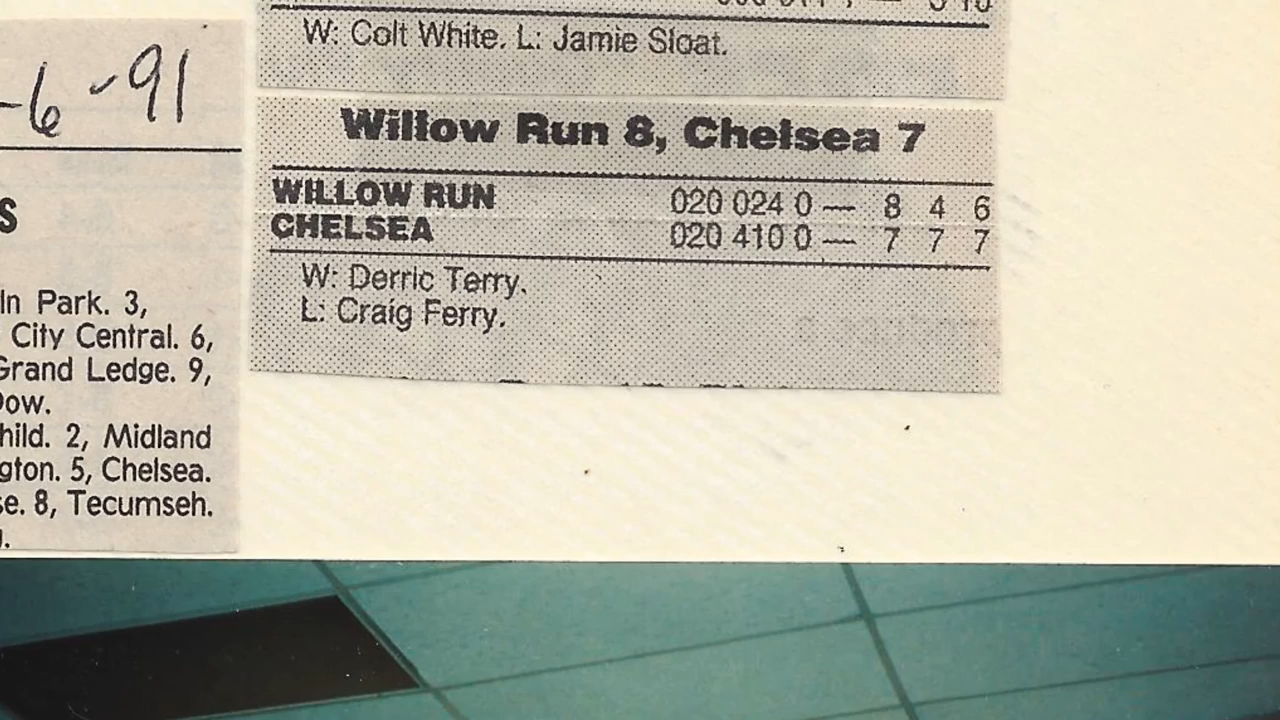 -6-91
s
ln Park. 3,
City Central. 6,
Grand Ledge. 9,
Dow.
hild. 2, Midland
gton. 5, Chelsea.
se. 8, Tecumseh.
W: Colt White. L: Jamie Sloat.
Willow Run 8, Chelsea 7
WILLOW RUN 020 024 0 — 8 4 6
CHELSEA 020 410 0 — 7 7 7
W: Derric Terry.
L: Craig Ferry.